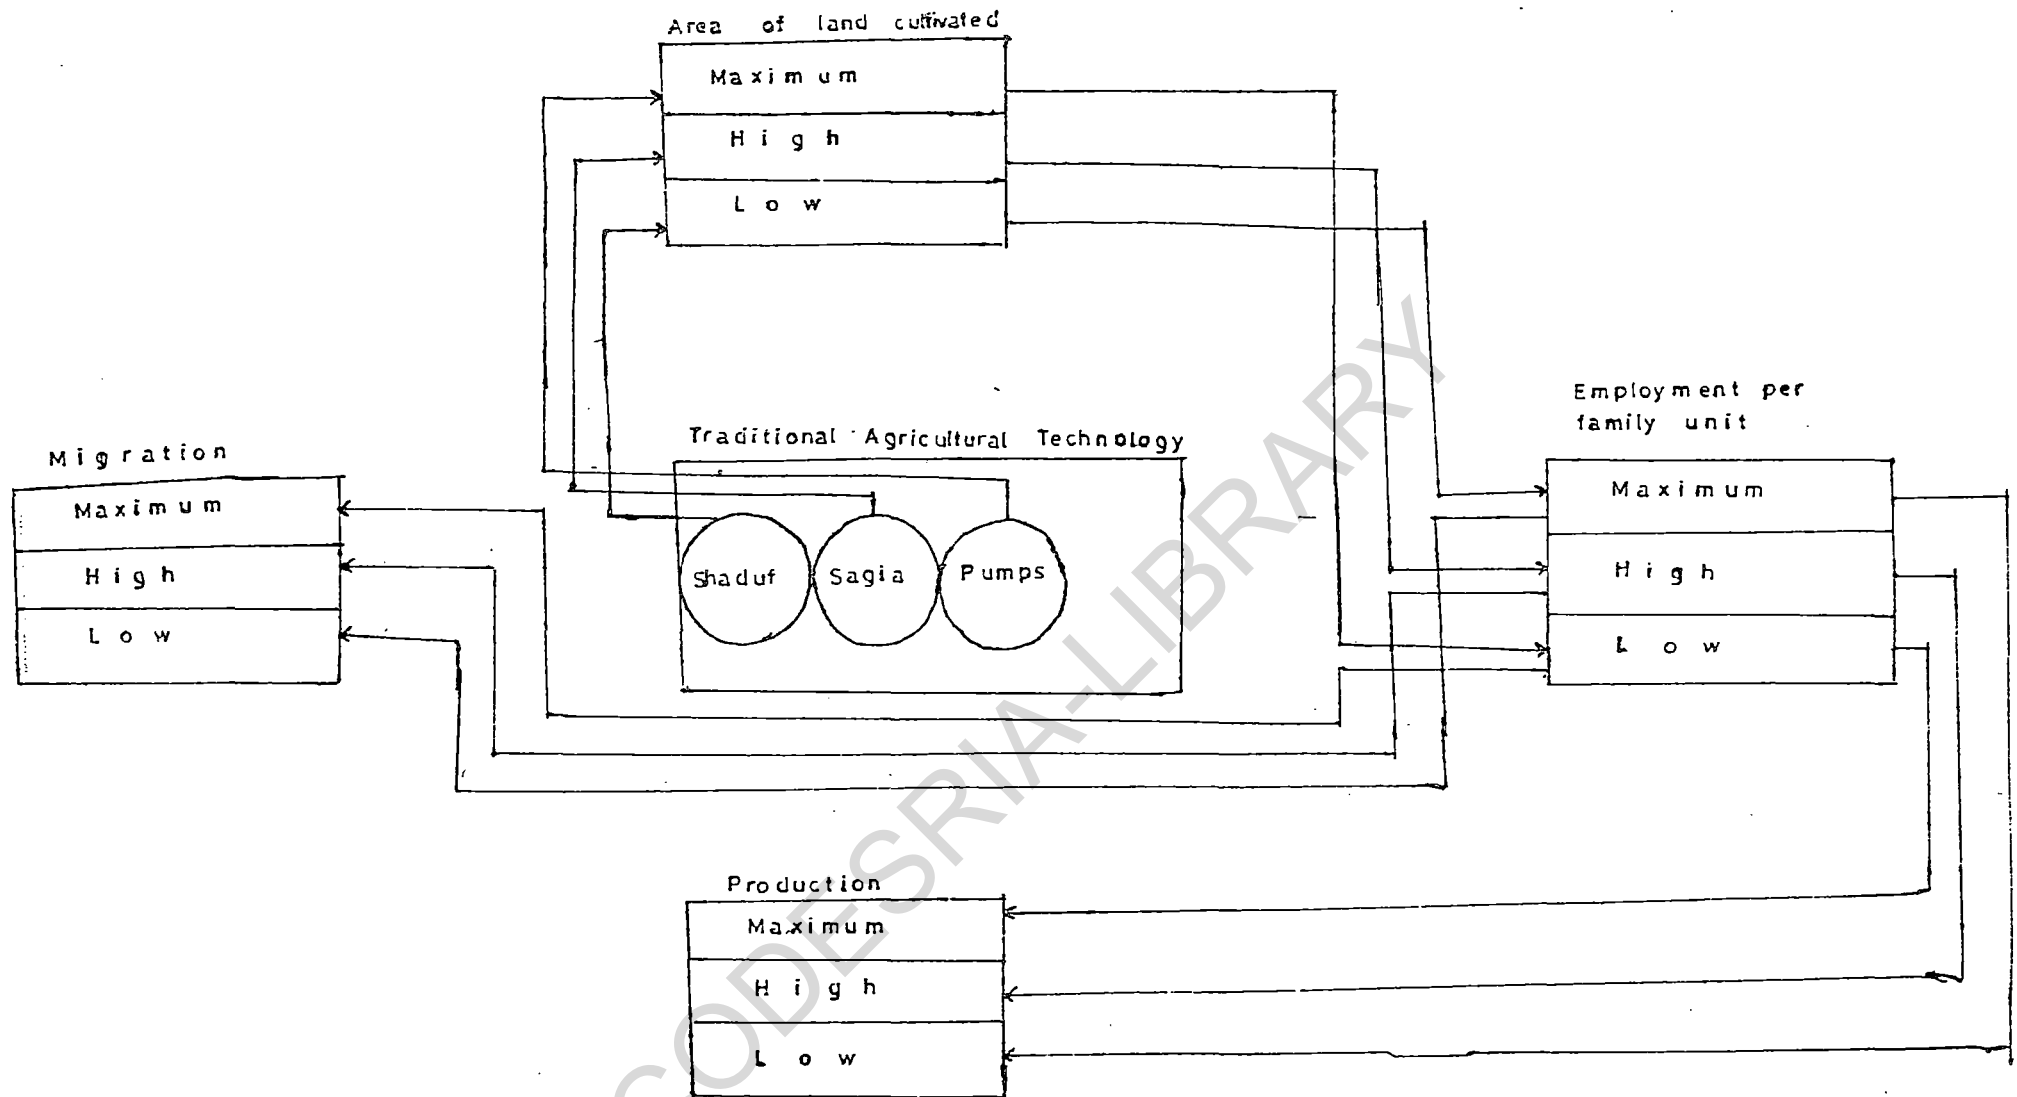 Area of land cultivated
Maximum
High
Low
Employment per
family unit
Maximum
High
Low
Traditional Agricultural Technology
Shaduf
Sagia
Pumps
Migration
Maximum
High
Low
Production
Maximum
High
Low
CODESRIA-LIBRARY